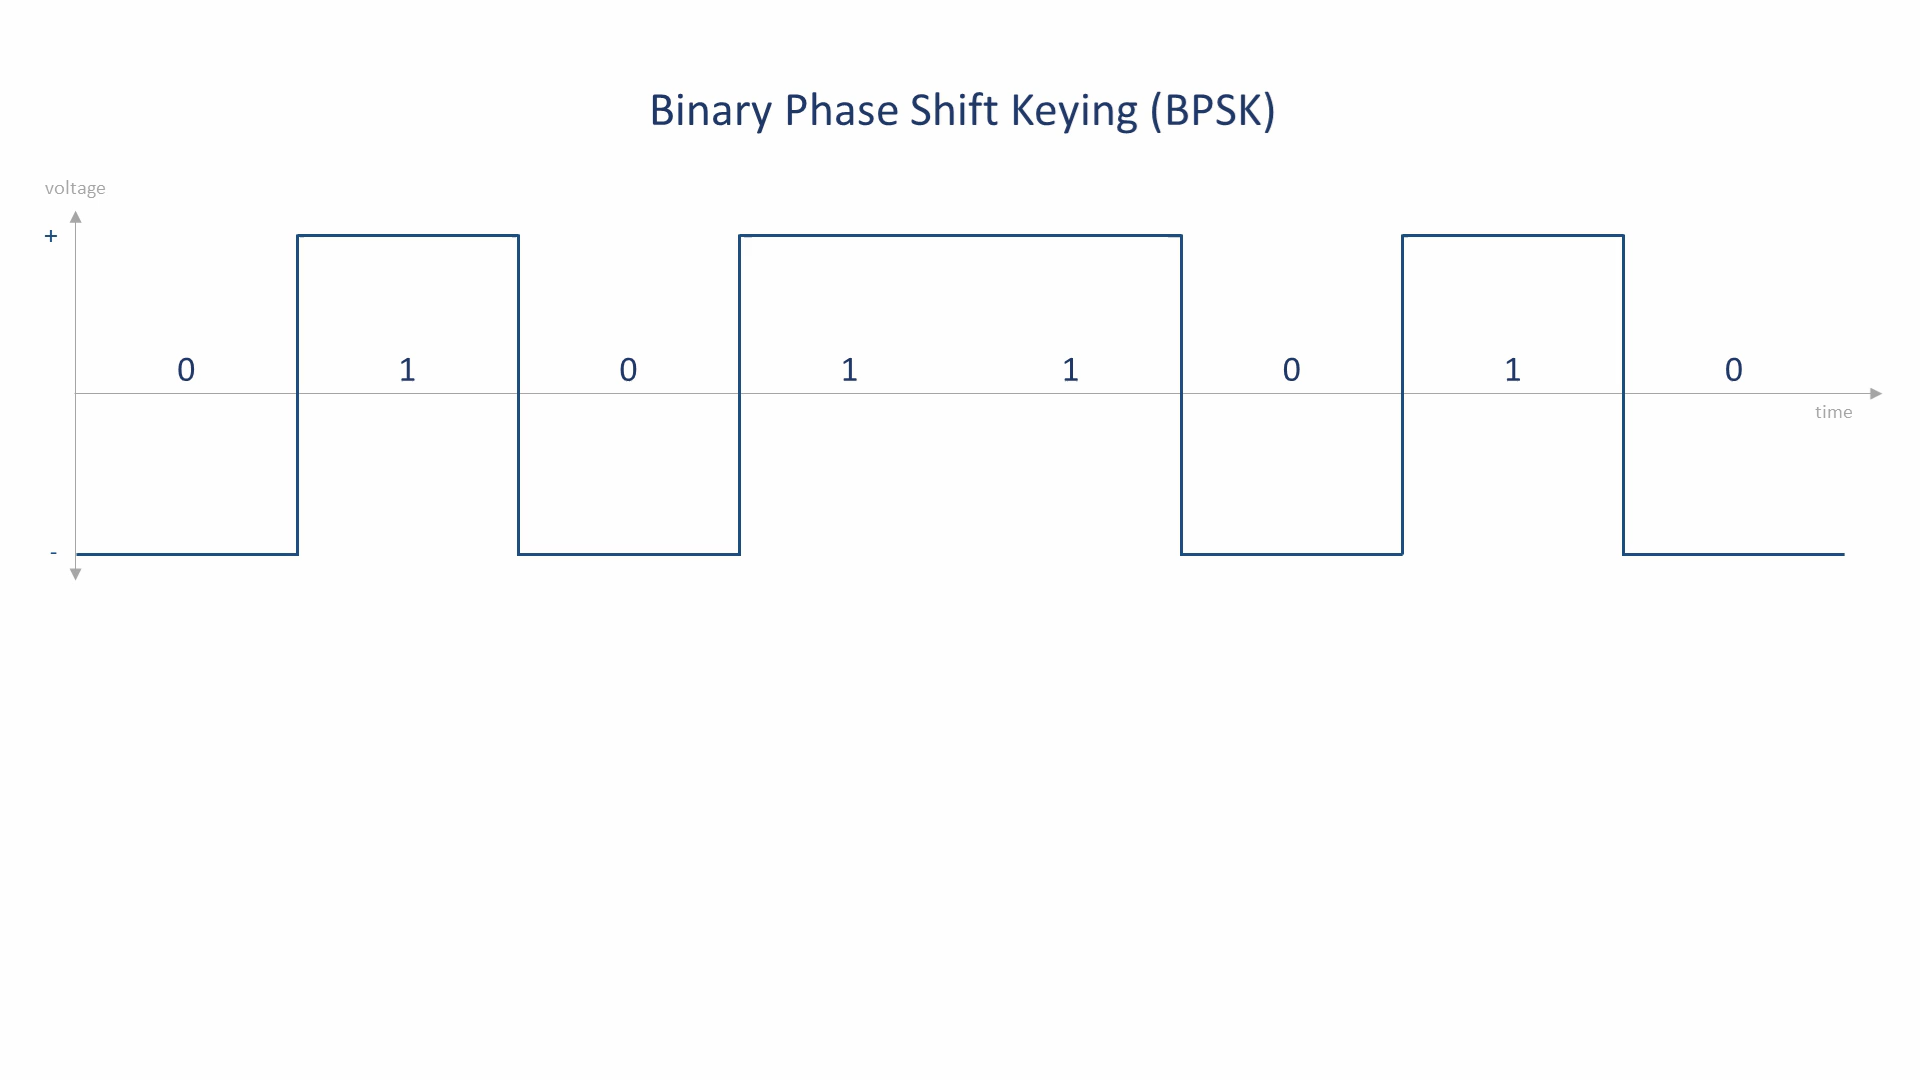 Binary Phase Shift Keying (BPSK)
voltage
+
0 1 0 1 1 0 1 0
time
-